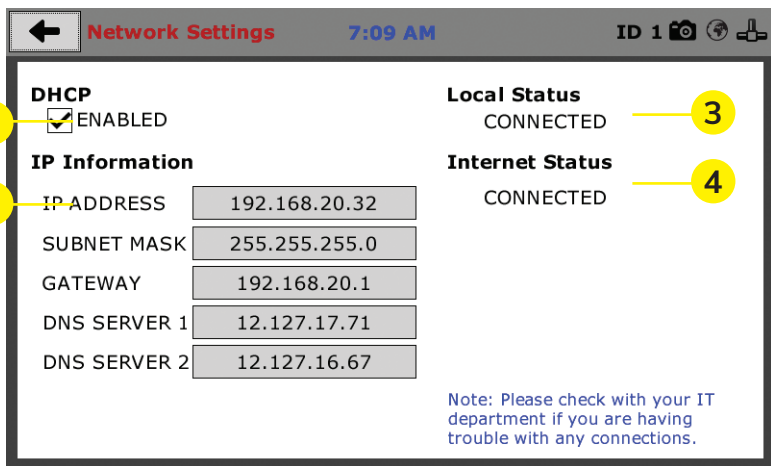 Network Settings 7:09 AM ID 1
DHCP
ENABLED
Local Status
CONNECTED
3
IP Information
Internet Status
CONNECTED
4
IP ADDRESS 192.168.20.32
SUBNET MASK 255.255.255.0
GATEWAY 192.168.20.1
DNS SERVER 1 12.127.17.71
DNS SERVER 2 12.127.16.67
Note: Please check with your IT
department if you are having
trouble with any connections.